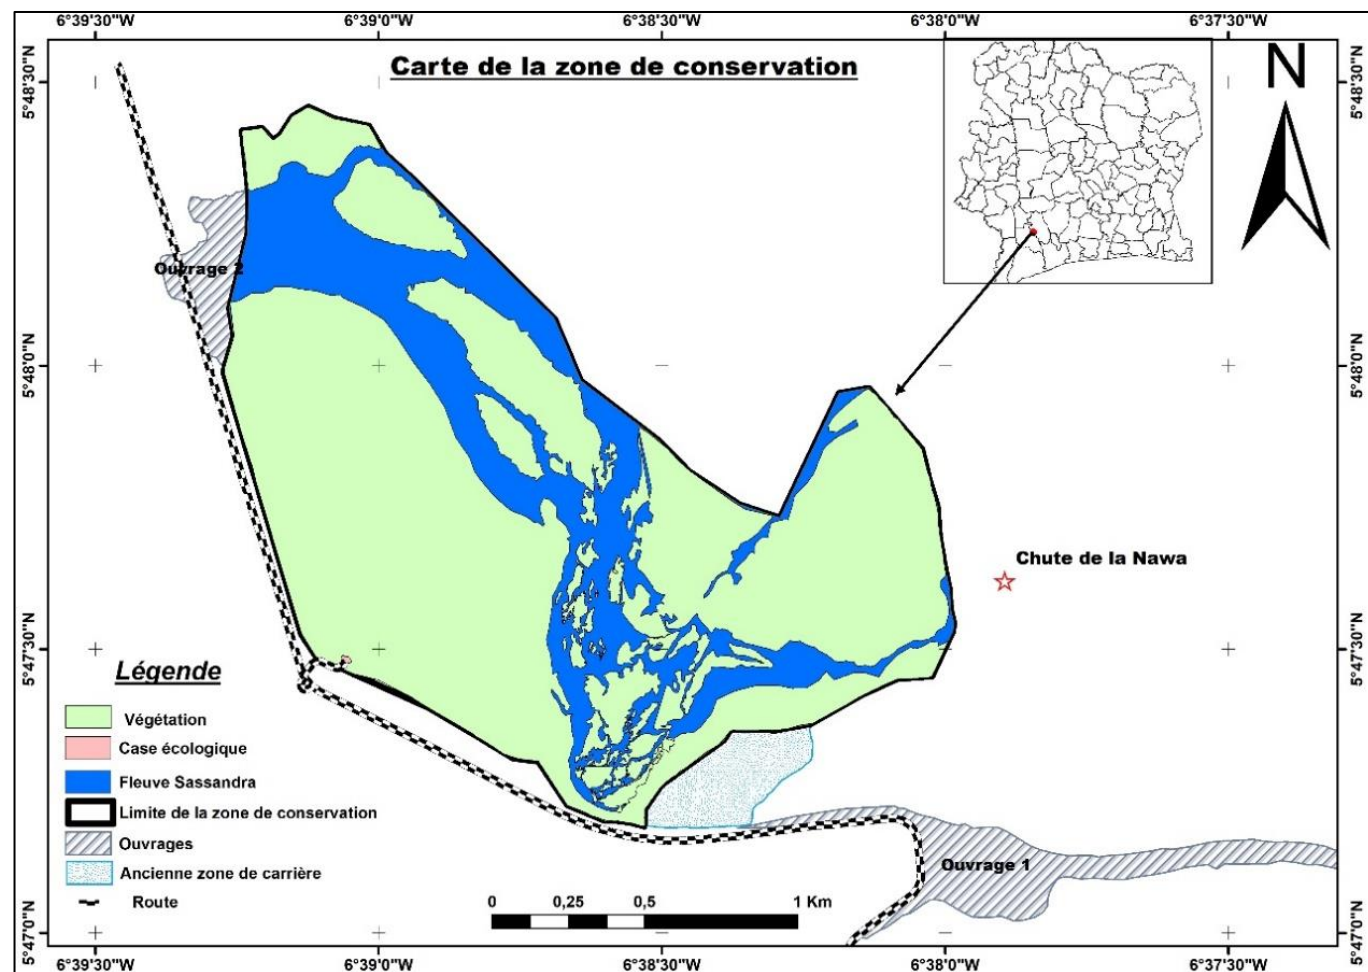 6°39'30"W 6°39'0"W 6°38'30"W 6°38'0"W 6°37'30"W
Carte de la zone de conservation
N
5°48'30"N 5°48'30"N
Ouvrage 2
5°48'0"N 5°48'0"N
Chute de la Nawa
5°47'30"N 5°47'30"N
Légende
Végétation
Case écologique
Fleuve Sassandra
Limite de la zone de conservation
Ouvrages
Ancienne zone de carrière
Route
Ouvrage 1
0 0,25 0,5 1 Km
5°47'0"N 5°47'0"N
6°39'30"W 6°39'0"W 6°38'30"W 6°38'0"W 6°37'30"W